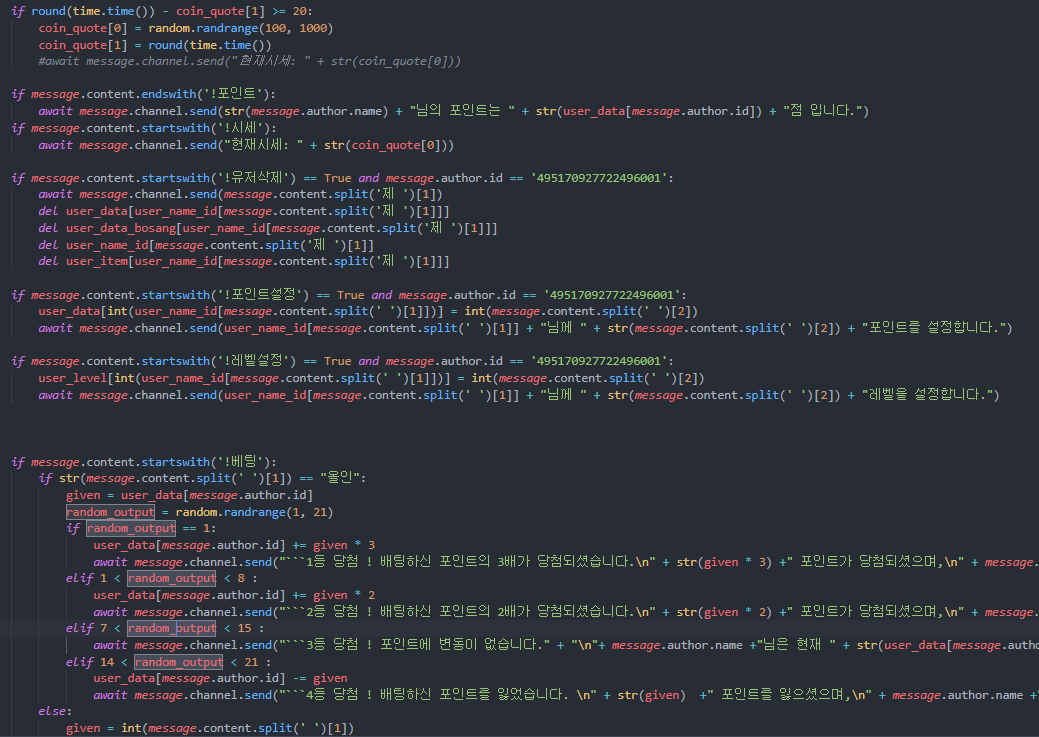 if round(time.time()) - coin_quote[1] >= 20:
    coin_quote[0] = random.randrange(100, 1000)
    coin_quote[1] = round(time.time())
    #await message.channel.send("현재시세: " + str(coin_quote[0]))
if message.content.endswith('!포인트'):
    await message.channel.send(str(message.author.name) + "님의 포인트는 " + str(user_data[message.author.id]) + "점 입니다.")
if message.content.startswith('!시세'):
    await message.channel.send("현재시세: " + str(coin_quote[0]))
if message.content.startswith('!유저삭제') == True and message.author.id == '495170927722496001':
    await message.channel.send(message.content.split('제 ')[1])
    del user_data[user_name_id[message.content.split('제 ')[1]]]
    del user_data_bosang[user_name_id[message.content.split('제 ')[1]]]
    del user_name_id[message.content.split('제 ')[1]]
    del user_item[user_name_id[message.content.split('제 ')[1]]]
if message.content.startswith('!포인트설정') == True and message.author.id == '495170927722496001':
    user_data[int(user_name_id[message.content.split(' ')[1]])] = int(message.content.split(' ')[2])
    await message.channel.send(user_name_id[message.content.split(' ')[1]] + "님께 " + str(message.content.split(' ')[2]) + "포인트를 설정합니다.")
if message.content.startswith('!레벨설정') == True and message.author.id == '495170927722496001':
    user_level[int(user_name_id[message.content.split(' ')[1]])] = int(message.content.split(' ')[2])
    await message.channel.send(user_name_id[message.content.split(' ')[1]] + "님께 " + str(message.content.split(' ')[2]) + "레벨을 설정합니다.")
if message.content.startswith('!베팅'):
    if str(message.content.split(' ')[1]) == "올인":
        given = user_data[message.author.id]
        random_output = random.randrange(1, 21)
        if random_output == 1:
            user_data[message.author.id] += given * 3
            await message.channel.send("```1등 당첨 ! 배팅하신 포인트의 3배가 당첨되셨습니다.\n" + str(given * 3) +" 포인트가 당첨되셨으며,\n" + message.
        elif 1 < random_output < 8 :
            user_data[message.author.id] += given * 2
            await message.channel.send("```2등 당첨 ! 배팅하신 포인트의 2배가 당첨되셨습니다.\n" + str(given * 2) +" 포인트가 당첨되셨으며,\n" + message.
        elif 7 < random_output < 15 :
            await message.channel.send("```3등 당첨 ! 포인트에 변동이 없습니다." + "\n"+ message.author.name +"님은 현재 " + str(user_data[message.autho
        elif 14 < random_output < 21 :
            user_data[message.author.id] -= given
            await message.channel.send("```4등 당첨 ! 배팅하신 포인트를 잃었습니다. \n" + str(given)  +" 포인트를 잃으셨으며,\n" + message.author.name +"
    else:
        given = int(message.content.split(' ')[1])